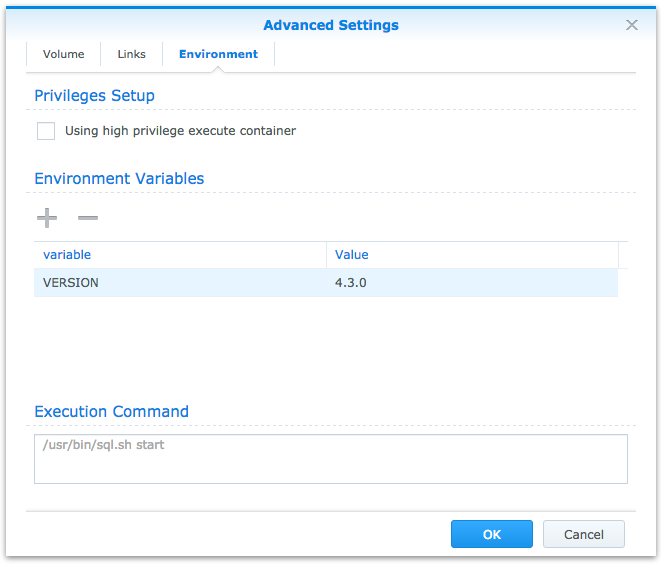 Advanced Settings
Volume Links Environment
Privileges Setup
Using high privilege execute container
Environment Variables
variable Value
VERSION 4.3.0
Execution Command
/usr/bin/sql.sh start
OK Cancel